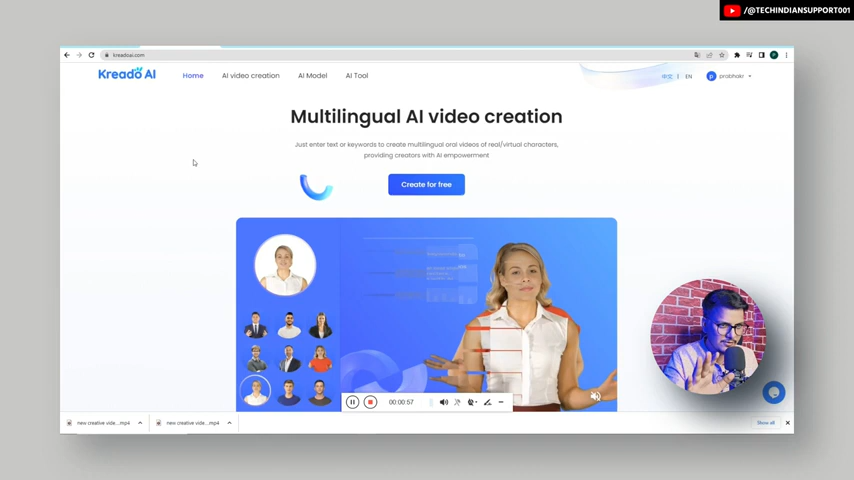 /@TECHINDIANSUPPORT001
kreadoai.com
Kreado AI
Home
AI video creation
AI Model
AI Tool
中文 | EN
prabhakr
Multilingual AI video creation
Just enter text or keywords to create multilingual oral videos of real/virtual characters,
providing creators with AI empowerment
Create for free
00:00:57
new creative vide....mp4
new creative vide....mp4
Show all